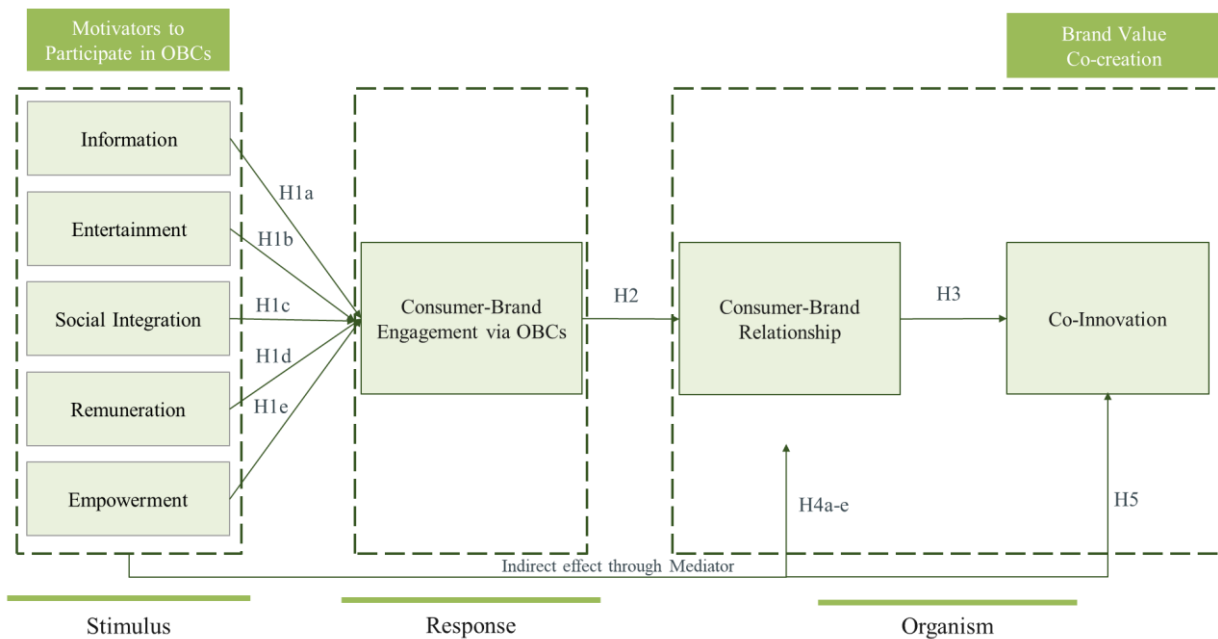 Motivators to
Participate in OBCs
Brand Value
Co-creation
Information
Entertainment
Social Integration
Remuneration
Empowerment
H1a
H1b
H1c
H1d
H1e
Consumer-Brand
Engagement via OBCs
H2
Consumer-Brand
Relationship
H3
Co-Innovation
H4a-e
H5
Indirect effect through Mediator
Stimulus
Response
Organism